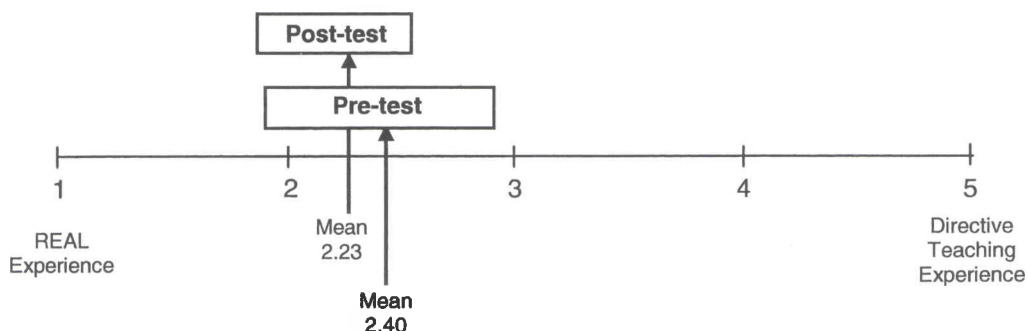 Post-test
Pre-test
1 2 3 4 5
REAL
Experience
Mean
2.23
Directive
Teaching
Experience
Mean
2.40